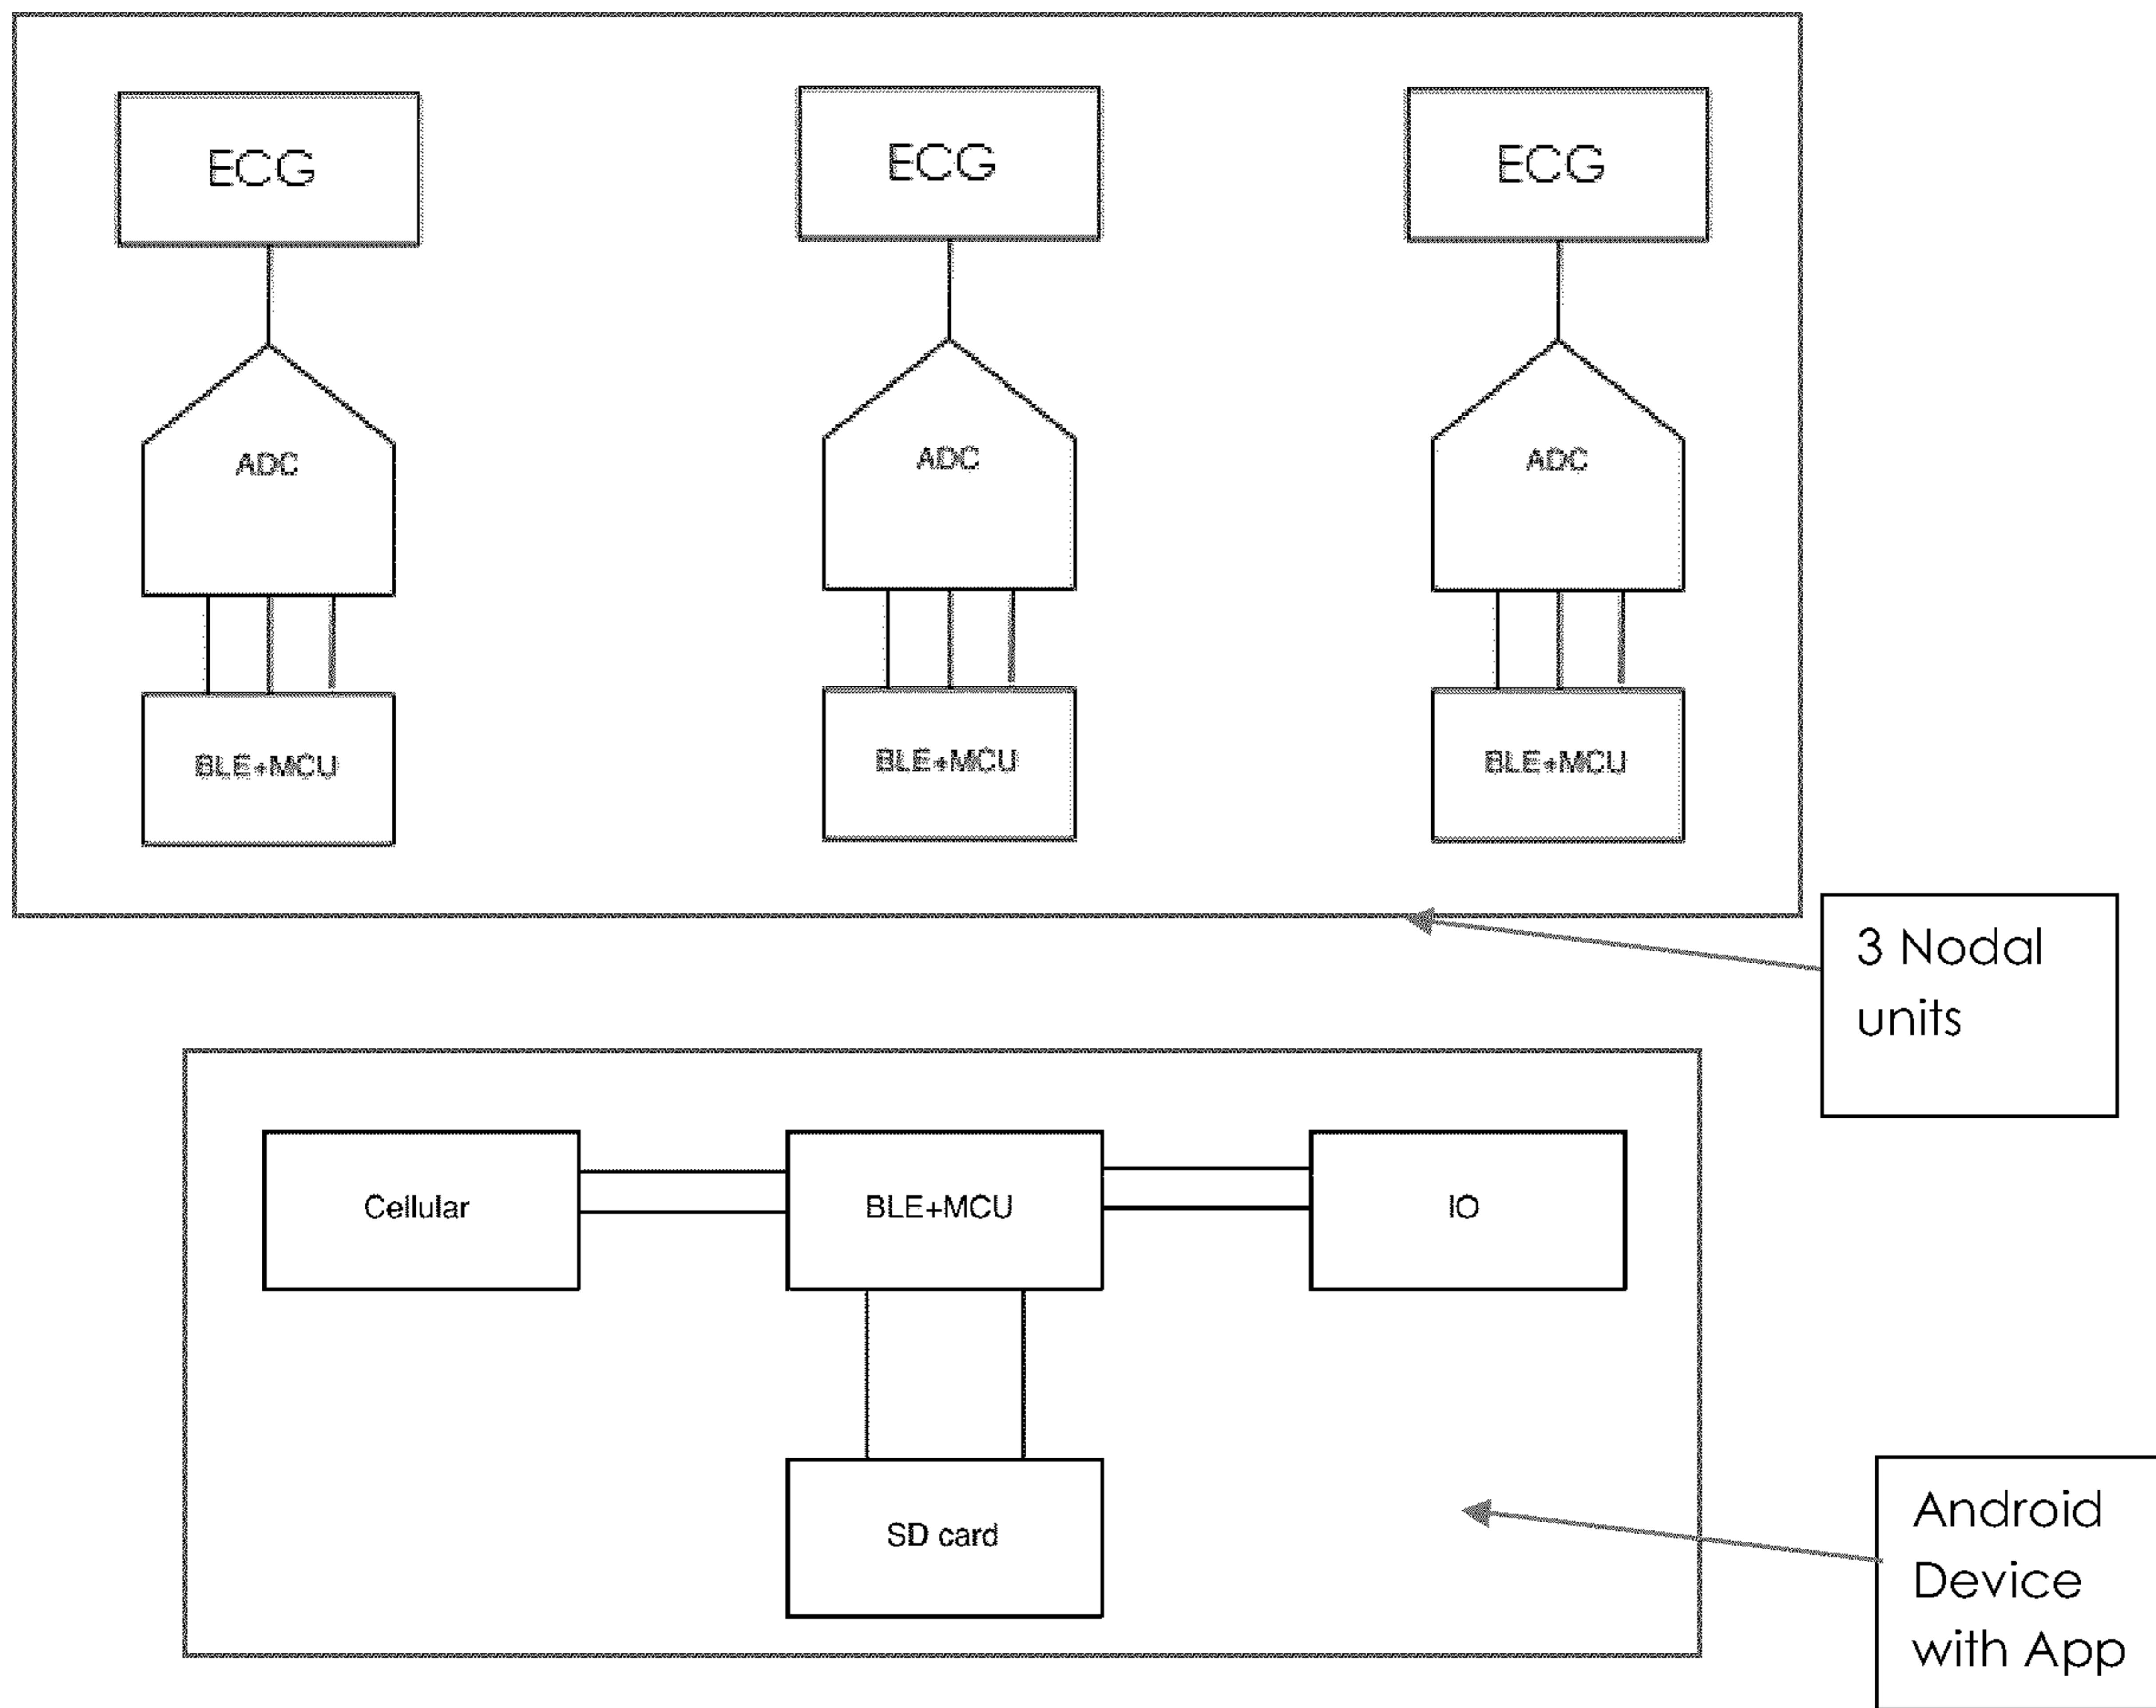 ECG
ECG
ECG
ADC
ADC
ADC
BLE+MCU
BLE+MCU
BLE+MCU
3 Nodal
units
Cellular
BLE+MCU
IO
SD card
Android
Device
with App